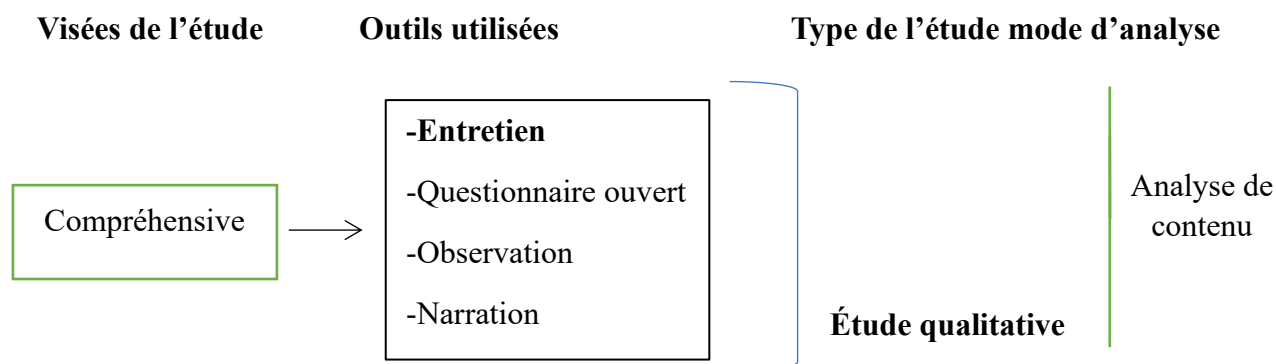 Visées de l’étude
Outils utilisées
Type de l’étude mode d’analyse
Compréhensive
-Entretien
-Questionnaire ouvert
-Observation
-Narration
Étude qualitative
Analyse de
contenu